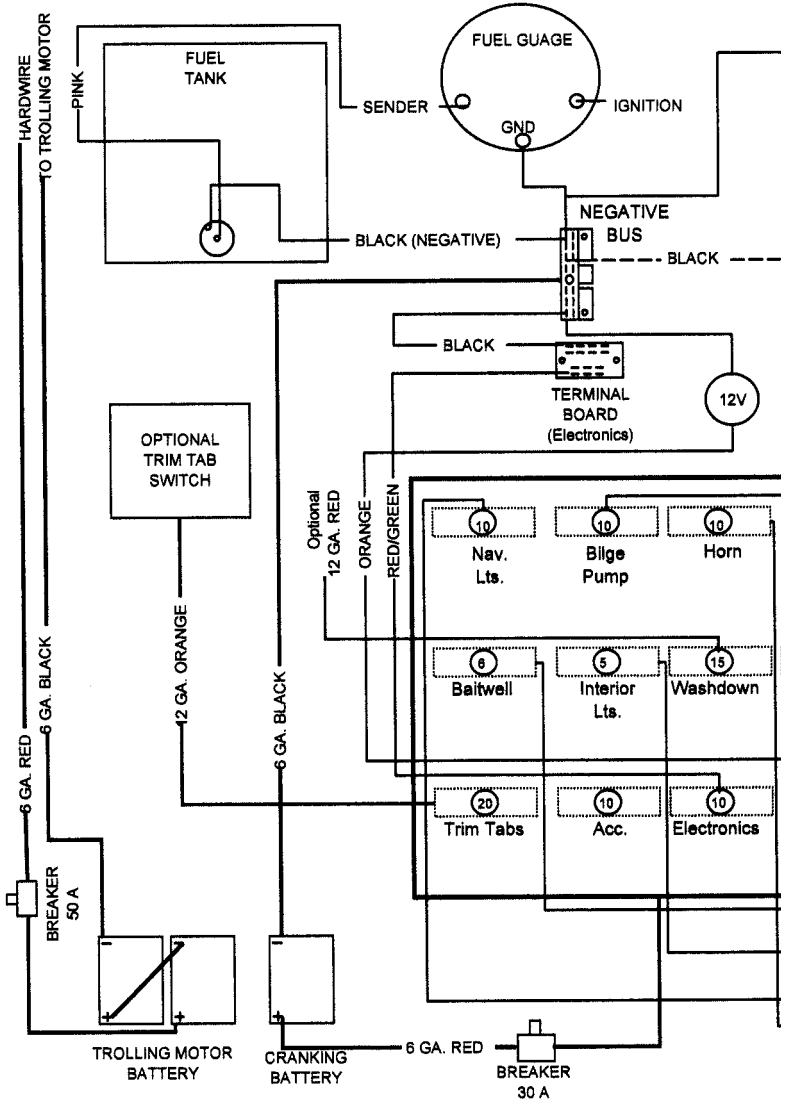 HARDWIRE
TO TROLLING MOTOR
PINK
FUEL
TANK
SENDER
FUEL GUAGE
IGNITION
GND
NEGATIVE
BUS
BLACK (NEGATIVE)
BLACK
BLACK
TERMINAL
BOARD
(Electronics)
12V
OPTIONAL
TRIM TAB
SWITCH
Optional
12 GA. RED
ORANGE
RED/GREEN
10
Nav.
Lts.
10
Bilge
Pump
10
Horn
6 GA. RED
6 GA. BLACK
12 GA. ORANGE
6 GA. BLACK
6
Baitwell
5
Interior
Lts.
15
Washdown
20
Trim Tabs
10
Acc.
10
Electronics
BREAKER
50 A
-
+
-
+
-
+
TROLLING MOTOR
BATTERY
CRANKING
BATTERY
6 GA. RED
BREAKER
30 A